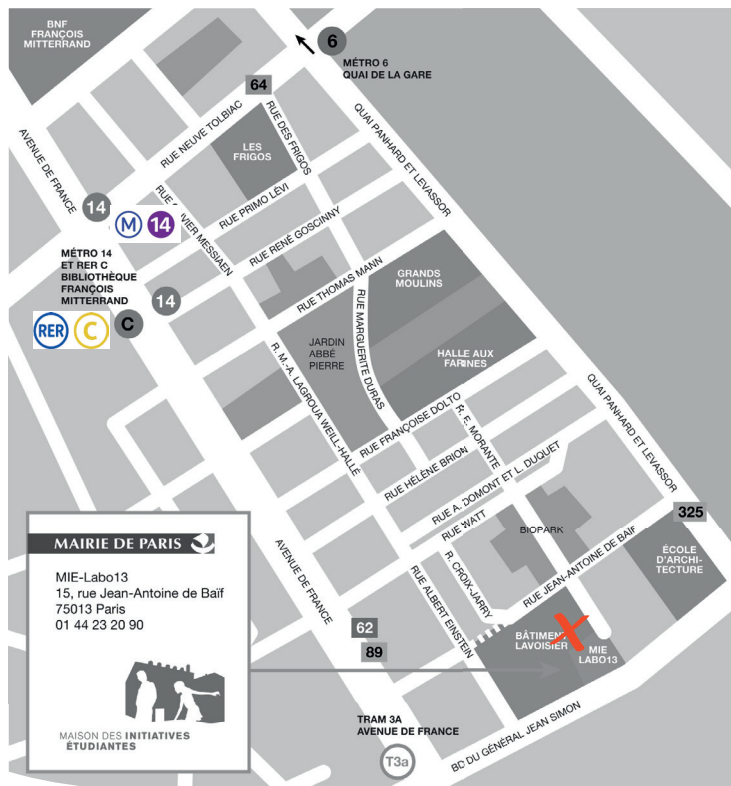 BNF
FRANÇOIS
MITTERRAND
6
MÉTRO 6
QUAI DE LA GARE
64
RUE NEUVE TOLBIAC
RUE DES FRIGOS
QUAI PANHARD ET LEVASSOR
AVENUE DE FRANCE
LES
FRIGOS
14
M 14
RUE PRIMO LÉVI
RUE RENÉ GOSCINNY
MÉTRO 14
ET RER C
BIBLIOTHÈQUE
FRANÇOIS
MITTERRAND
14
RER C
C
RUE THOMAS MANN
GRANDS
MOULINS
RUE MARGUERITE DURAS
JARDIN
ABBÉ
PIERRE
HALLE AUX
FARINES
R. M.-A. LAGROUA WEILL-HALLÉ
RUE FRANÇOISE DOLTO
R. E. MORANTE
QUAI PANHARD ET LEVASSOR
RUE HÉLÈNE BRION
RUE A. DOMONT ET L. DUQUET
RUE WATT
BIOPARK
325
ÉCOLE
D'ARCHI-
TECTURE
RUE JEAN-ANTOINE DE BAÏF
R. CROIX-JARRY
RUE ALBERT EINSTEIN
AVENUE DE FRANCE
MAIRIE DE PARIS
MIE-Labo13
15, rue Jean-Antoine de Baïf
75013 Paris
01 44 23 20 90
MAISON DES INITIATIVES
ÉTUDIANTES
62
89
BÂTIMENT
LAVOISIER
MIE
LABO13
TRAM 3A
AVENUE DE FRANCE
T3a
BD DU GÉNÉRAL JEAN SIMON